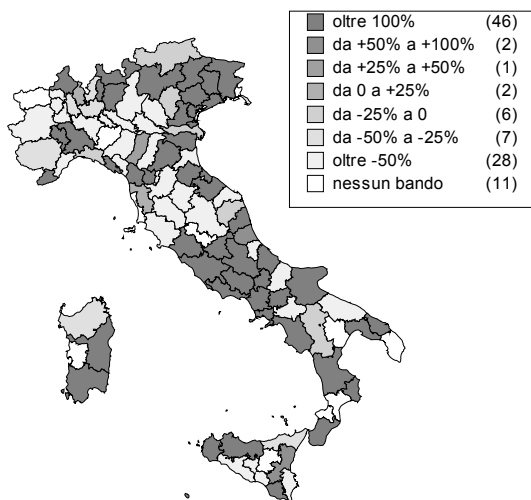 oltre 100% (46)
da +50% a +100% (2)
da +25% a +50% (1)
da 0 a +25% (2)
da -25% a 0 (6)
da -50% a -25% (7)
oltre -50% (28)
nessun bando (11)